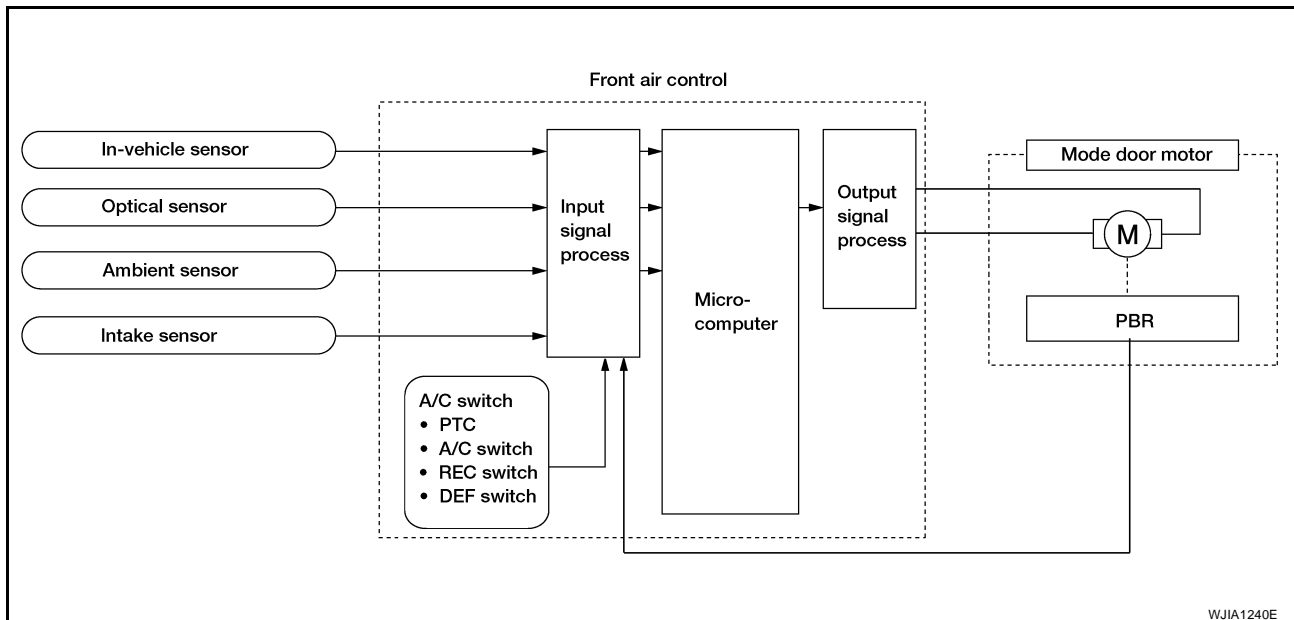 Front air control
In-vehicle sensor
Optical sensor
Ambient sensor
Intake sensor
Input
signal
process
A/C switch
• PTC
• A/C switch
• REC switch
• DEF switch
Micro-
computer
Output
signal
process
Mode door motor
M
PBR
WJIA1240E